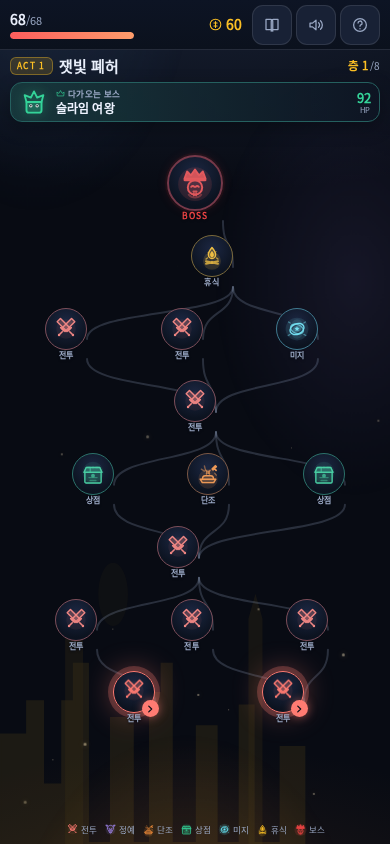 68/68
60
ACT 1 잿빛 폐허 층 1/8
다가오는 보스
슬라임 여왕
92
HP
BOSS
휴식
전투 전투 미지
전투
상점 단조 상점
전투
전투 전투 전투
전투 전투
전투 정예 단조 상점 미지 휴식 보스